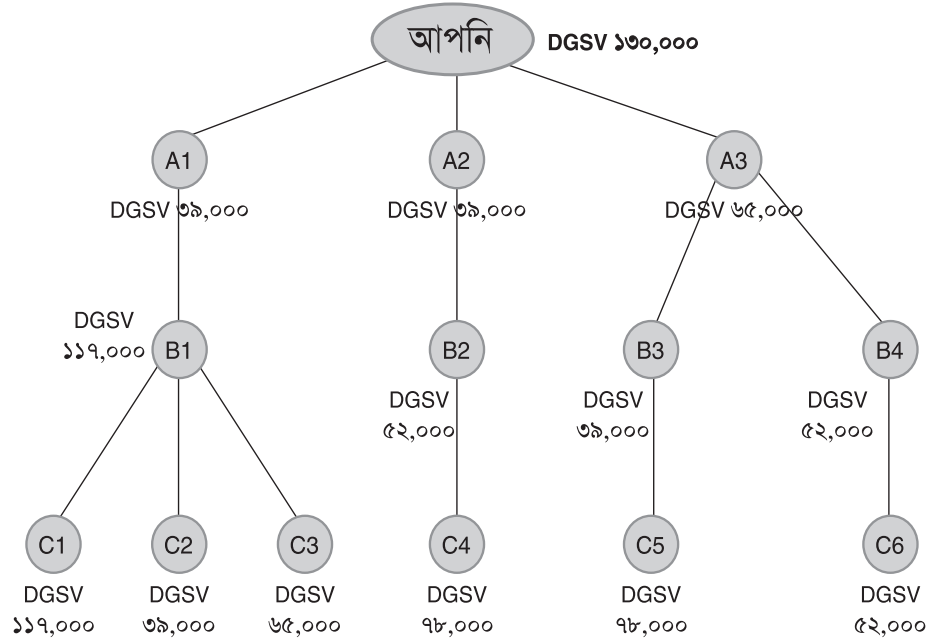 আপনি
DGSV ১৩০,০০০
A1
A2
A3
DGSV ৩৯,০০০
DGSV ৩৯,০০০
DGSV ৬৫,০০০
DGSV
১১৭,০০০
B1
B2
B3
B4
DGSV
৫২,০০০
DGSV
৩৯,০০০
DGSV
৫২,০০০
C1
C2
C3
C4
C5
C6
DGSV
১১৭,০০০
DGSV
৩৯,০০০
DGSV
৬৫,০০০
DGSV
৭৮,০০০
DGSV
৭৮,০০০
DGSV
৫২,০০০